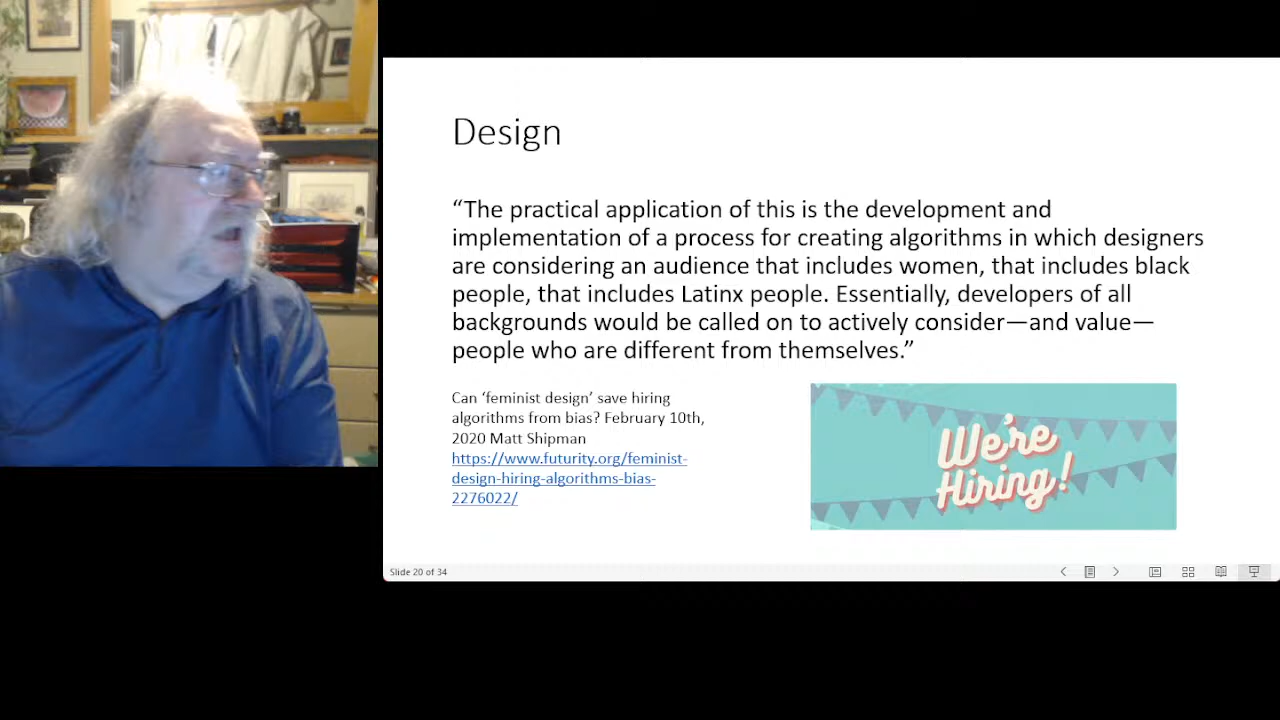 Design
“The practical application of this is the development and
implementation of a process for creating algorithms in which designers
are considering an audience that includes women, that includes black
people, that includes Latinx people. Essentially, developers of all
backgrounds would be called on to actively consider—and value—
people who are different from themselves.”
Can ‘feminist design’ save hiring
algorithms from bias? February 10th,
2020 Matt Shipman
https://www.futurity.org/feminist-
design-hiring-algorithms-bias-
2276022/
We're
Hiring!
Slide 20 of 34